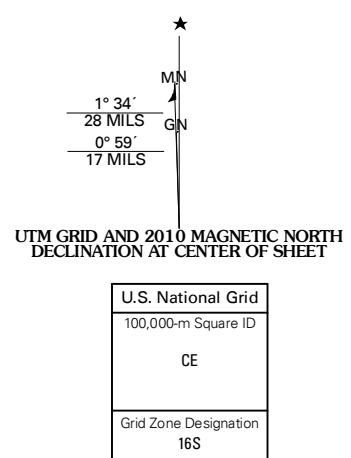 MN
1° 34´
28 MILS
GN
0° 59´
17 MILS
UTM GRID AND 2010 MAGNETIC NORTH
DECLINATION AT CENTER OF SHEET
U.S. National Grid
100,000-m Square ID
CE
Grid Zone Designation
16S